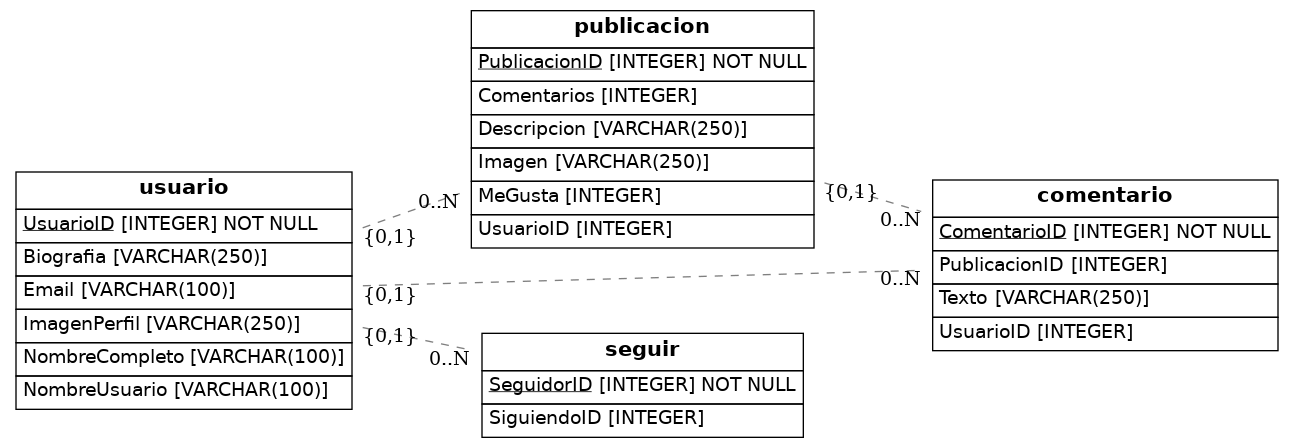 publicacion
PublicacionID [INTEGER] NOT NULL
Comentarios [INTEGER]
Descripcion [VARCHAR(250)]
Imagen [VARCHAR(250)]
MeGusta [INTEGER]
UsuarioID [INTEGER]
usuario
UsuarioID [INTEGER] NOT NULL
Biografia [VARCHAR(250)]
Email [VARCHAR(100)]
ImagenPerfil [VARCHAR(250)]
NombreCompleto [VARCHAR(100)]
NombreUsuario [VARCHAR(100)]
0..N
{0,1}
{0,1}
0..N
{0,1}
0..N
{0,1}
0..N
comentario
ComentarioID [INTEGER] NOT NULL
PublicacionID [INTEGER]
Texto [VARCHAR(250)]
UsuarioID [INTEGER]
seguir
SeguidorID [INTEGER] NOT NULL
SiguiendoID [INTEGER]